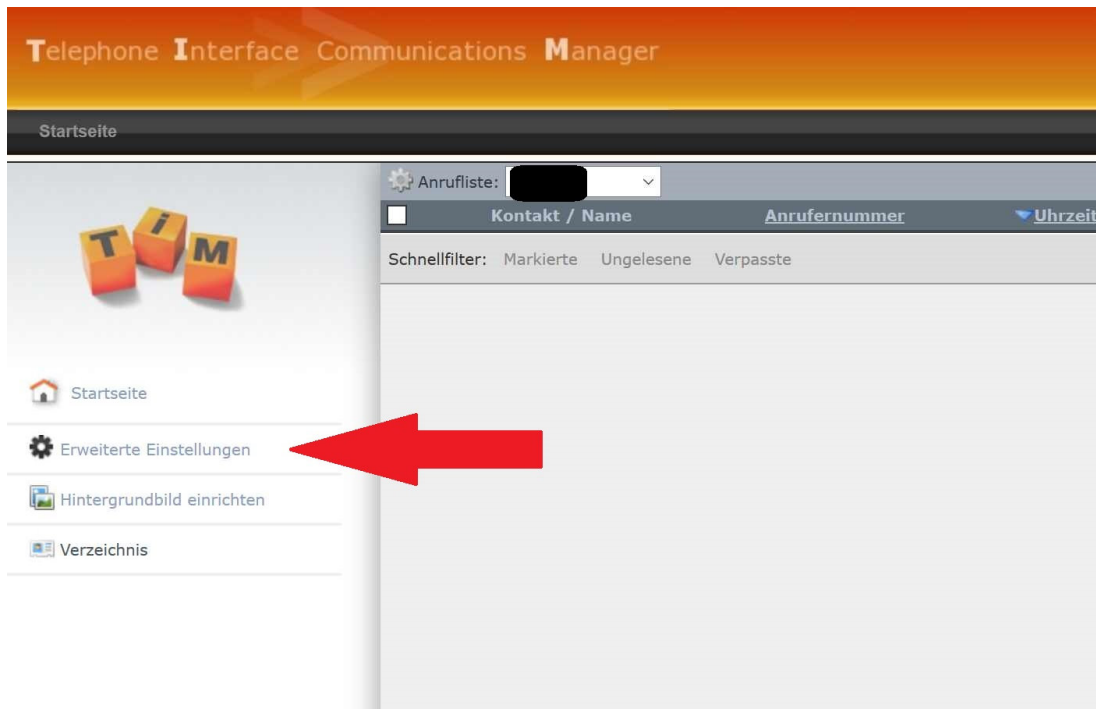 Telephone Interface Communications Manager
Startseite
TiM
Anrufliste:
Kontakt / Name Anrufernummer Uhrzeit
Schnellfilter: Markierte Ungelesene Verpasste
Startseite
Erweiterte Einstellungen
Hintergrundbild einrichten
Verzeichnis